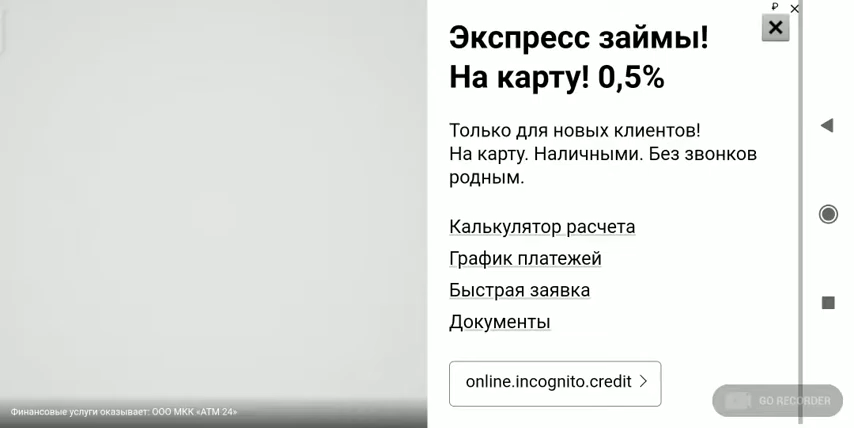 ₽
Экспресс займы!
На карту! 0,5%
Только для новых клиентов!
На карту. Наличными. Без звонков
родным.
Калькулятор расчета
График платежей
Быстрая заявка
Документы
online.incognito.credit
Финансовые услуги оказывает: ООО МКК «АТМ 24»
GO RECORDER